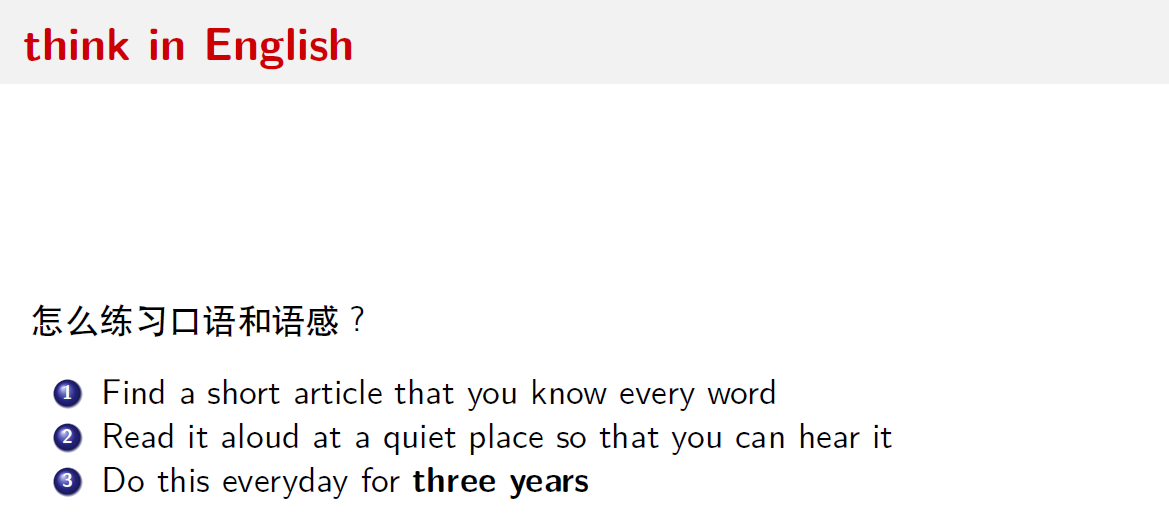 think in English
怎么练习口语和语感？
1 Find a short article that you know every word
2 Read it aloud at a quiet place so that you can hear it
3 Do this everyday for three years